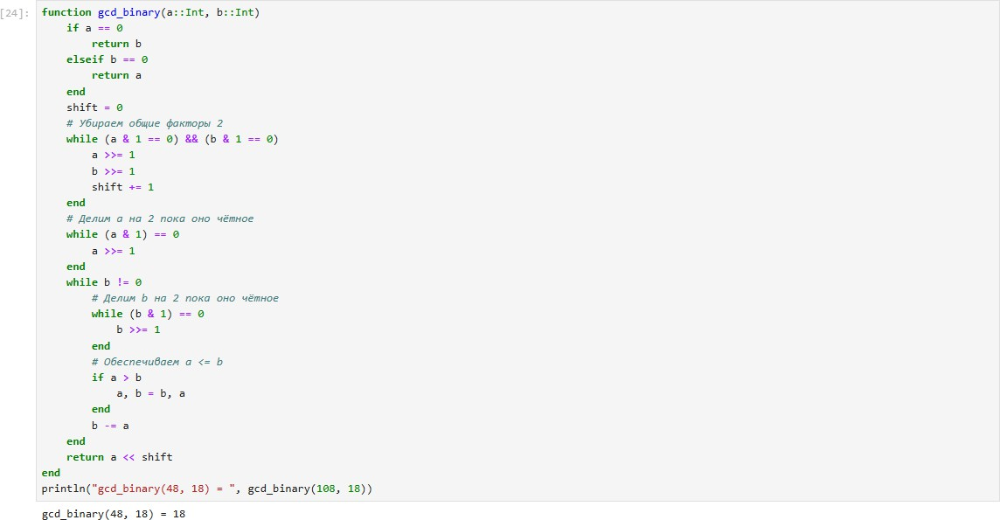 [24]: function gcd_binary(a::Int, b::Int)
    if a == 0
        return b
    elseif b == 0
        return a
    end
    shift = 0
    # Убираем общие факторы 2
    while (a & 1 == 0) && (b & 1 == 0)
        a >>= 1
        b >>= 1
        shift += 1
    end
    # Делим a на 2 пока оно чётное
    while (a & 1) == 0
        a >>= 1
    end
    while b != 0
        # Делим b на 2 пока оно чётное
        while (b & 1) == 0
            b >>= 1
        end
        # Обеспечиваем a <= b
        if a > b
            a, b = b, a
        end
        b -= a
    end
    return a << shift
end
println("gcd_binary(48, 18) = ", gcd_binary(108, 18))
gcd_binary(48, 18) = 18